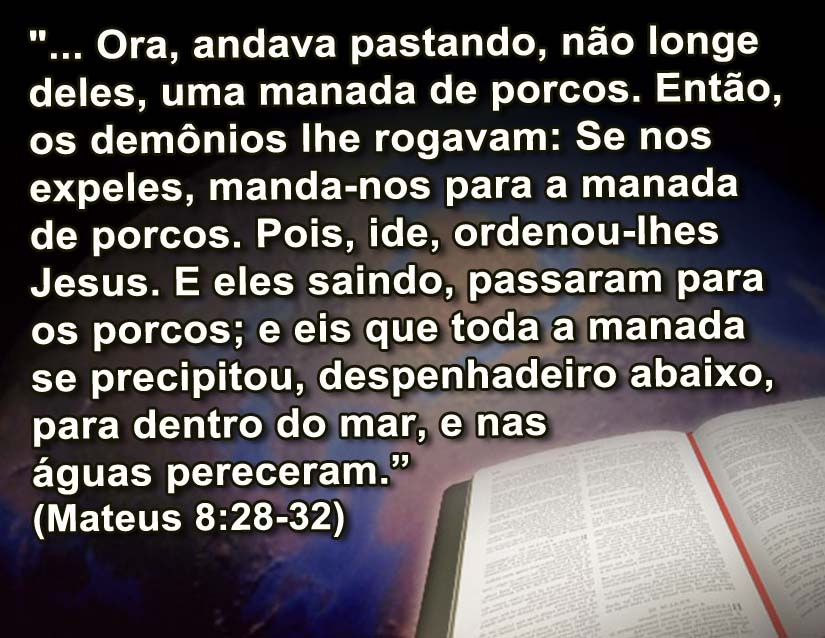 "... Ora, andava pastando, não longe
deles, uma manada de porcos. Então,
os demônios lhe rogavam: Se nos
expeles, manda-nos para a manada
de porcos. Pois, ide, ordenou-lhes
Jesus. E eles saindo, passaram para
os porcos; e eis que toda a manada
se precipitou, despenhadeiro abaixo,
para dentro do mar, e nas
águas pereceram.”
(Mateus 8:28-32)